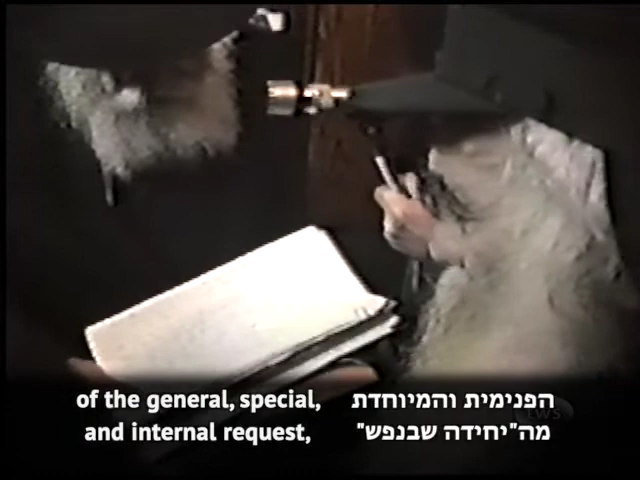 of the general, special,
and internal request,
הפנימית והמיוחדת
מה"יחידה שבנפש"